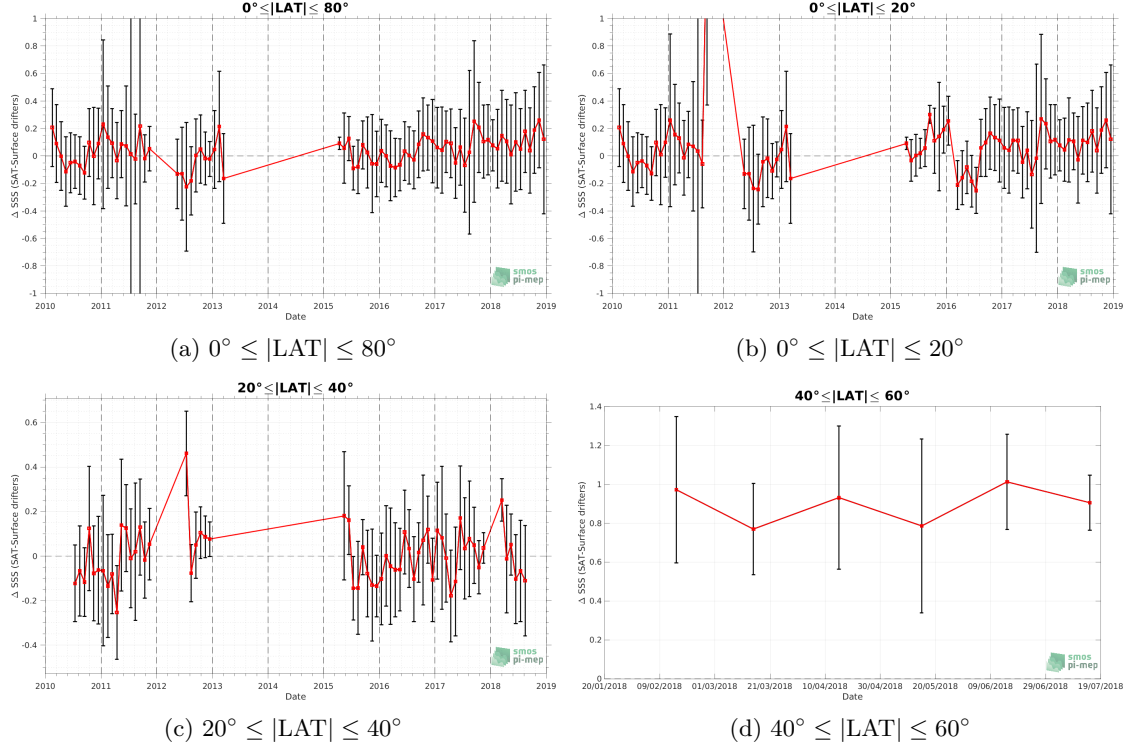 0°≤|LAT|≤ 80°
1
0.8
0.6
0.4
0.2
0
-0.2
-0.4
-0.6
-0.8
-1
Δ SSS (SAT-Surface drifters)
2010 2011 2012 2013 2014 2015 2016 2017 2018 2019
Date
smos
pi-mep
(a) 0° ≤ |LAT| ≤ 80°
0°≤|LAT|≤ 20°
1
0.8
0.6
0.4
0.2
0
-0.2
-0.4
-0.6
-0.8
-1
Δ SSS (SAT-Surface drifters)
2010 2011 2012 2013 2014 2015 2016 2017 2018 2019
Date
smos
pi-mep
(b) 0° ≤ |LAT| ≤ 20°
20°≤|LAT|≤ 40°
0.6
0.4
0.2
0
-0.2
-0.4
Δ SSS (SAT-Surface drifters)
2010 2011 2012 2013 2014 2015 2016 2017 2018 2019
Date
smos
pi-mep
(c) 20° ≤ |LAT| ≤ 40°
40°≤|LAT|≤ 60°
1.4
1.2
1
0.8
0.6
0.4
0.2
0
Δ SSS (SAT-Surface drifters)
20/01/2018 09/02/2018 01/03/2018 21/03/2018 10/04/2018 30/04/2018 20/05/2018 09/06/2018 29/06/2018 19/07/2018
Date
smos
pi-mep
(d) 40° ≤ |LAT| ≤ 60°